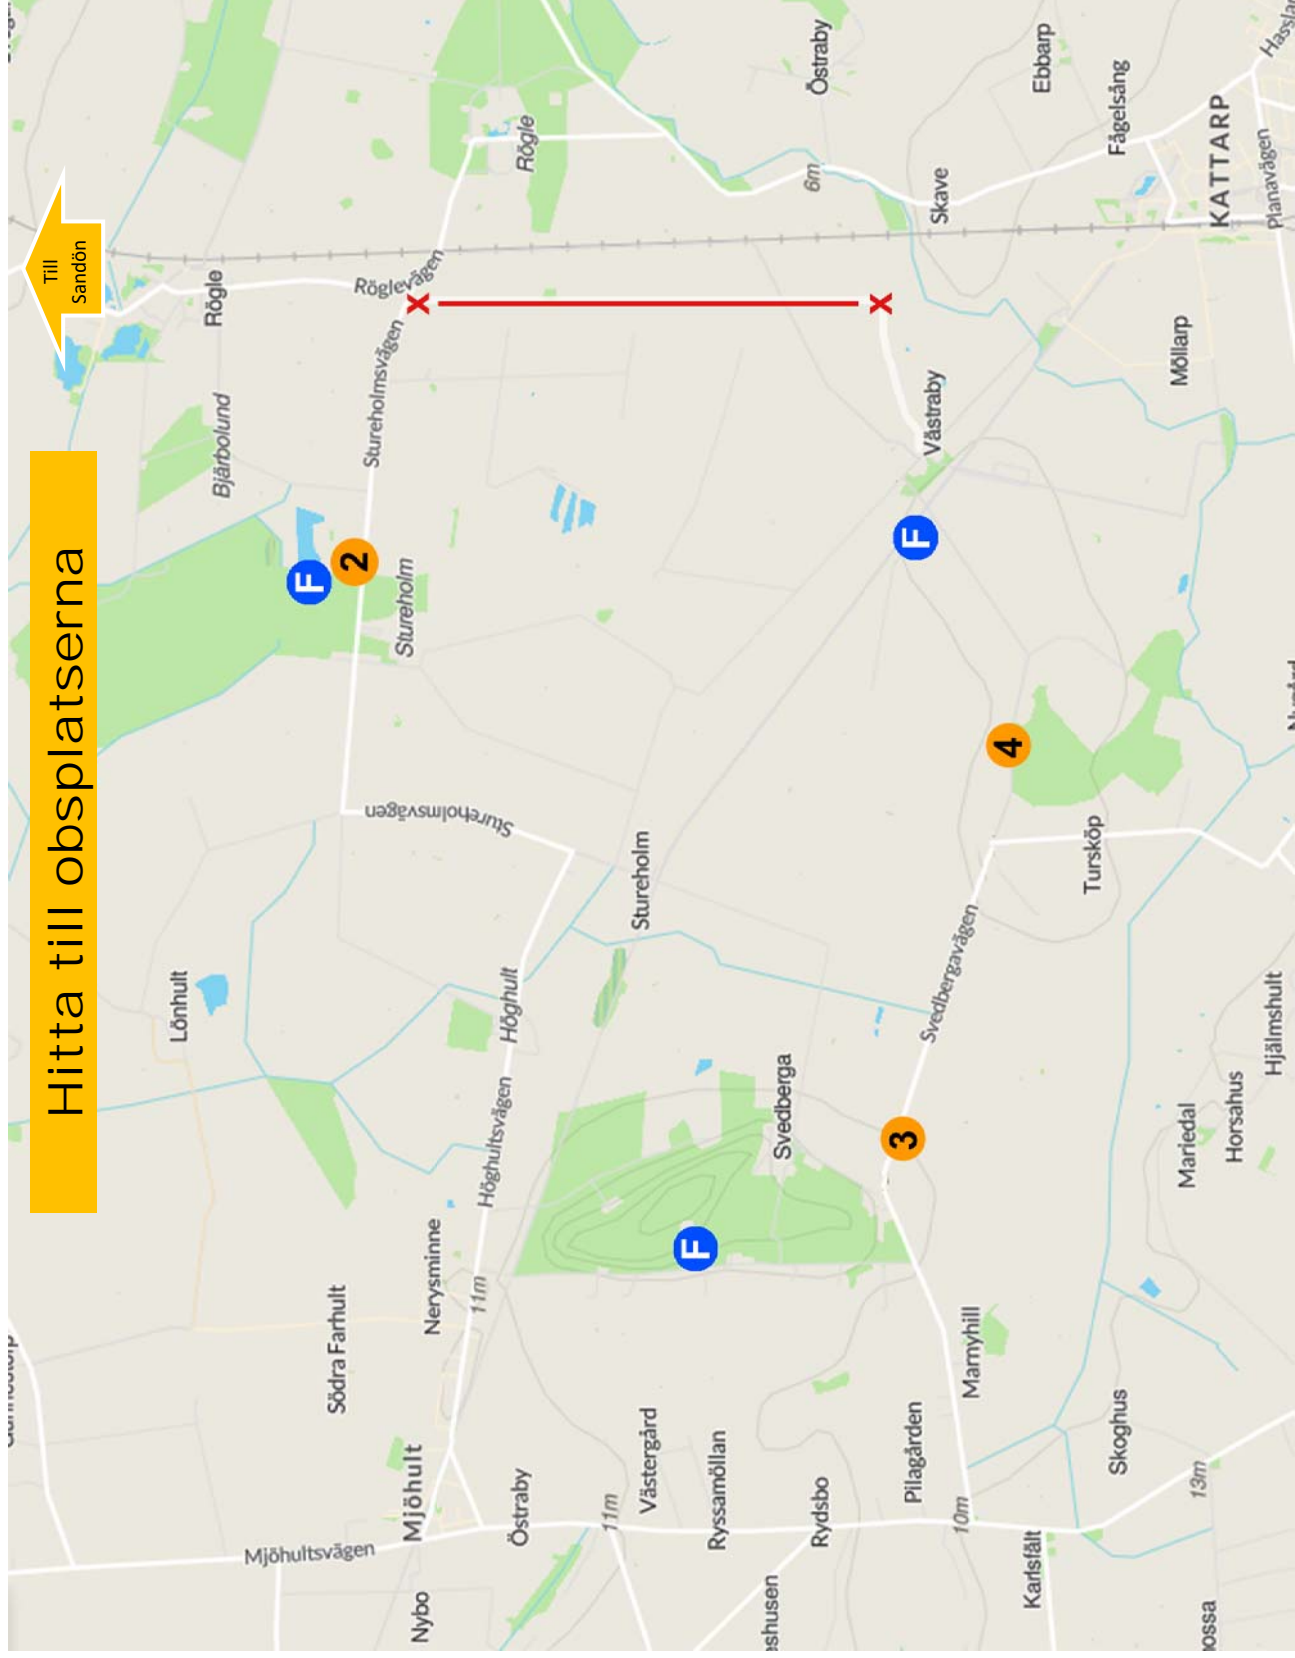 Hitta till obsplatserna
Till
Sandön
Rögle
Röglevägen
Stureholmsvägen
Bjärbolund
F
2
Stureholm
Stureholmsvägen
Lönhult
Höghult
Höghultsvägen
Nerysminne
11m
Södra Farhult
Mjöhult
Mjöhultsvägen
Nybo
Östraby
Rögle
Östraby
Ebbarp
Fågelsång
KATTARP
Planavägen
6m
Skave
X
X
Västraby
Möllarp
F
4
Stureholm
Tursköp
Svedbergavägen
Svedberga
3
F
Hjälmshult
Horsahus
Mariedal
Marnyhill
Skoghus
13m
Västergård
11m
Ryssamöllan
Rydsbo
Pilagården
10m
Karlsfält